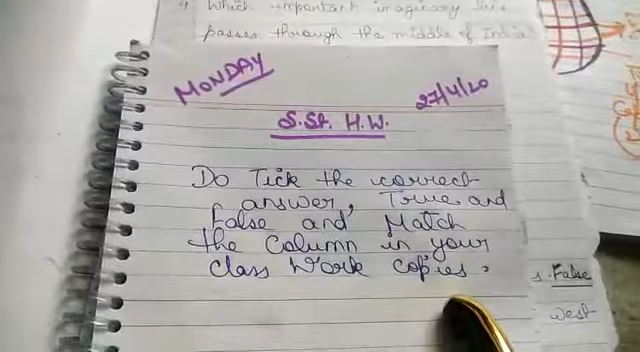 4 Which important imaginary line
passes through the middle of India
MONDAY
27/4/20
S.St. H.W.
Do Tick the correct
answer, True and
false and Match
the Column in your
Class Work copies.
s. False
west